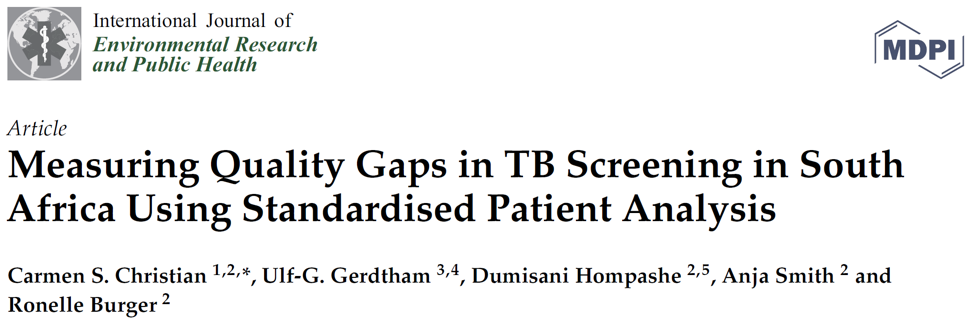 International Journal of
Environmental Research
and Public Health
MDPI
Article
Measuring Quality Gaps in TB Screening in South
Africa Using Standardised Patient Analysis
Carmen S. Christian 1,2,*, Ulf-G. Gerdtham 3,4, Dumisani Hompashe 2,5, Anja Smith 2 and
Ronelle Burger 2